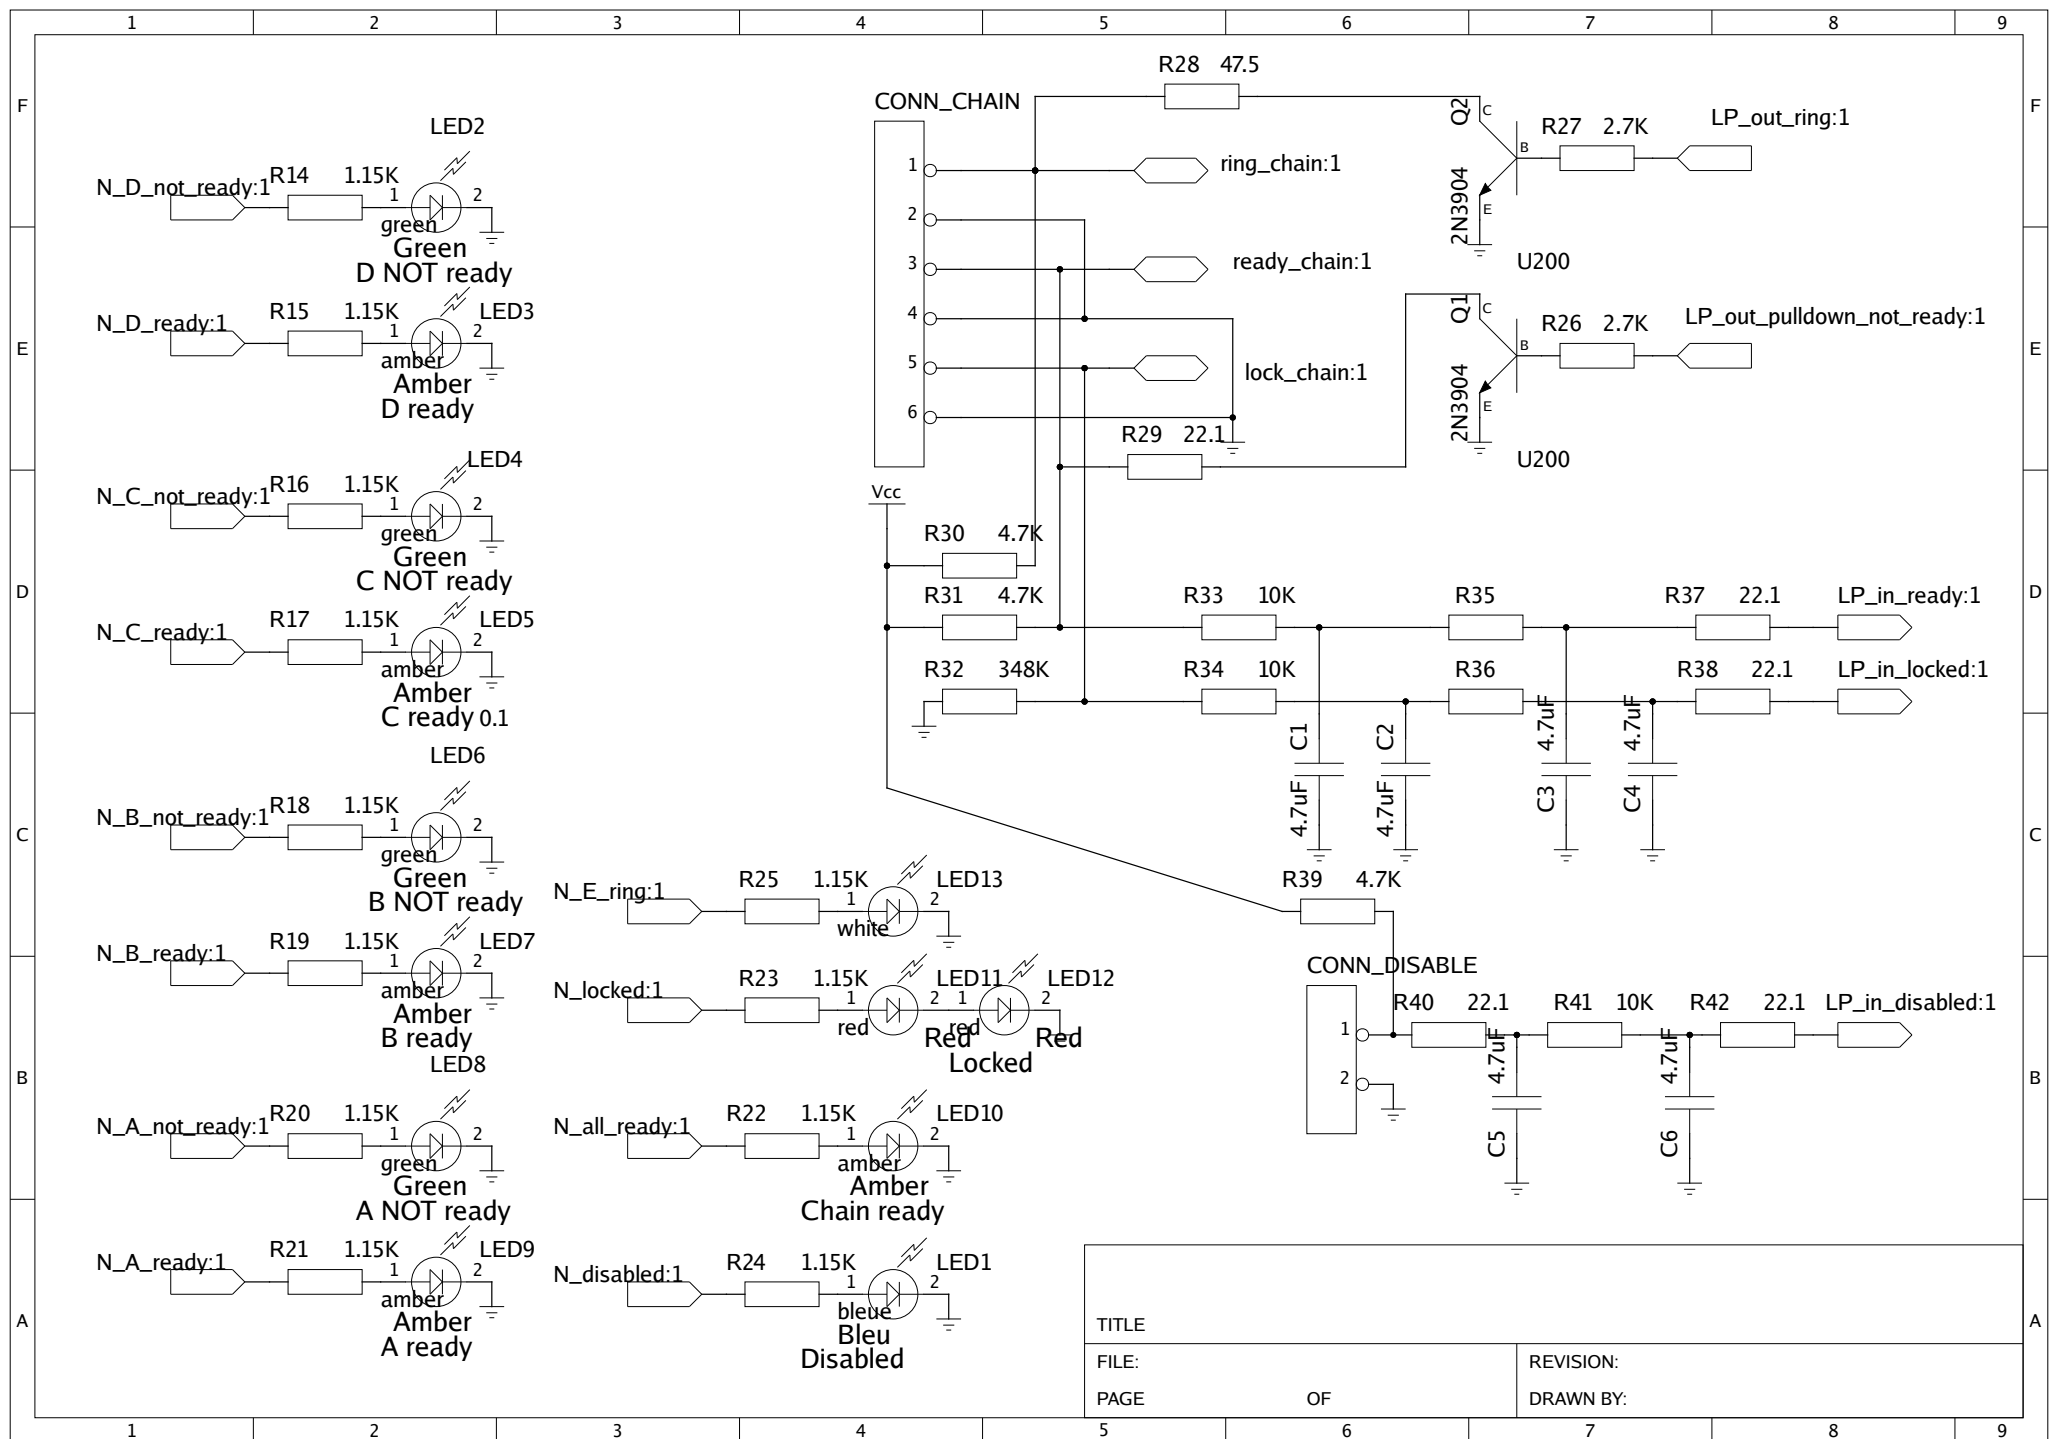 1 2 3 4 5 6 7 8 9
F
E
D
C
B
A
LED2
N_D_not_ready:1 R14 1.15K 1 2
green
Green
D NOT ready
N_D_ready:1 R15 1.15K 1 2 LED3
amber
Amber
D ready
LED4
N_C_not_ready:1 R16 1.15K 1 2
green
Green
C NOT ready
N_C_ready:1 R17 1.15K 1 2 LED5
amber
Amber
C ready 0.1
LED6
N_B_not_ready:1 R18 1.15K 1 2
green
Green
B NOT ready
N_B_ready:1 R19 1.15K 1 2 LED7
amber
Amber
B ready
LED8
N_A_not_ready:1 R20 1.15K 1 2
green
Green
A NOT ready
N_A_ready:1 R21 1.15K 1 2 LED9
amber
Amber
A ready
N_E_ring:1 R25 1.15K 1 2 LED13
white
N_locked:1 R23 1.15K 1 2 LED11 1 2 LED12
red red
Red Red
Locked
N_all_ready:1 R22 1.15K 1 2 LED10
amber
Amber
Chain ready
N_disabled:1 R24 1.15K 1 2 LED1
bleue
Bleu
Disabled
CONN_CHAIN
1
2
3
4
5
6
ring_chain:1
ready_chain:1
lock_chain:1
R28 47.5
Q2 C B E
2N3904
U200
R27 2.7K LP_out_ring:1
Q1 C B E
2N3904
U200
R26 2.7K LP_out_pulldown_not_ready:1
R29 22.1
Vcc
R30 4.7K
R31 4.7K R33 10K R35 R37 22.1 LP_in_ready:1
R32 348K R34 10K R36 R38 22.1 LP_in_locked:1
C1 4.7uF
C2 4.7uF
4.7uF C3
4.7uF C4
R39 4.7K
CONN_DISABLE
1
2
R40 22.1 R41 10K R42 22.1 LP_in_disabled:1
4.7uF C5
4.7uF C6
TITLE
FILE: REVISION:
PAGE OF DRAWN BY:
F
E
D
C
B
A
1 2 3 4 5 6 7 8 9